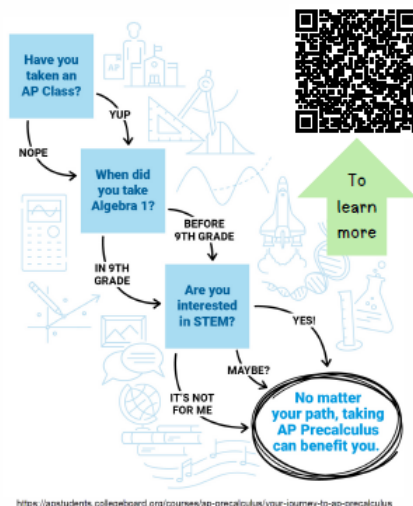 Have you
taken an
AP Class?
AP
YUP
NOPE
When did
you take
Algebra 1?
To
learn
more
BEFORE
9TH GRADE
IN 9TH
GRADE
Are you
interested
in STEM?
YES!
MAYBE?
IT'S NOT
FOR ME
No matter
your path, taking
AP Precalculus
can benefit you.
https://apstudents.collegeboard.org/courses/ap-precalculus/your-journey-to-ap-precalculus